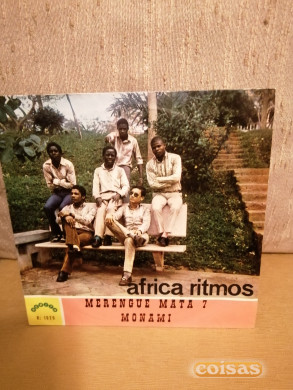 africa ritmos
MERENGUE MATA 7
MONAMI
coisas